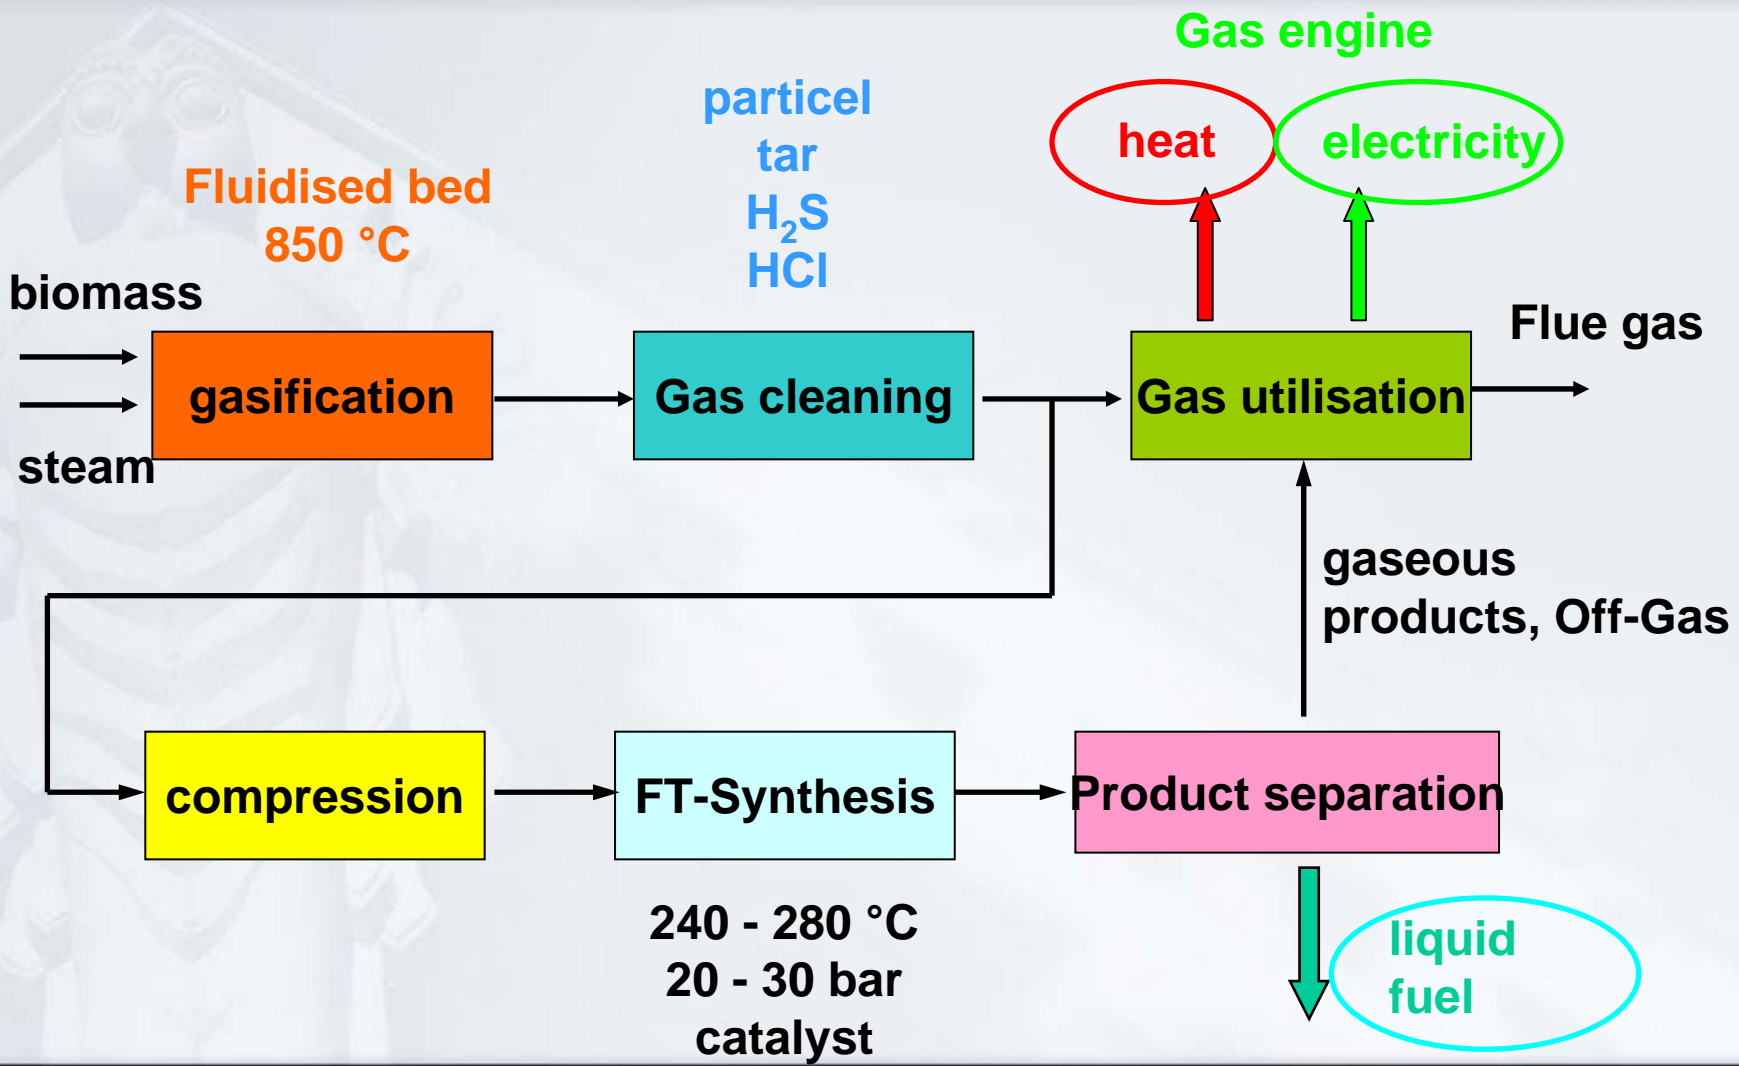 Gas engine
particel
tar
H₂S
HCl
heat
electricity
Fluidised bed
850 °C
biomass
steam
gasification
Gas cleaning
Gas utilisation
Flue gas
gaseous
products, Off-Gas
compression
FT-Synthesis
Product separation
240 - 280 °C
20 - 30 bar
catalyst
liquid
fuel